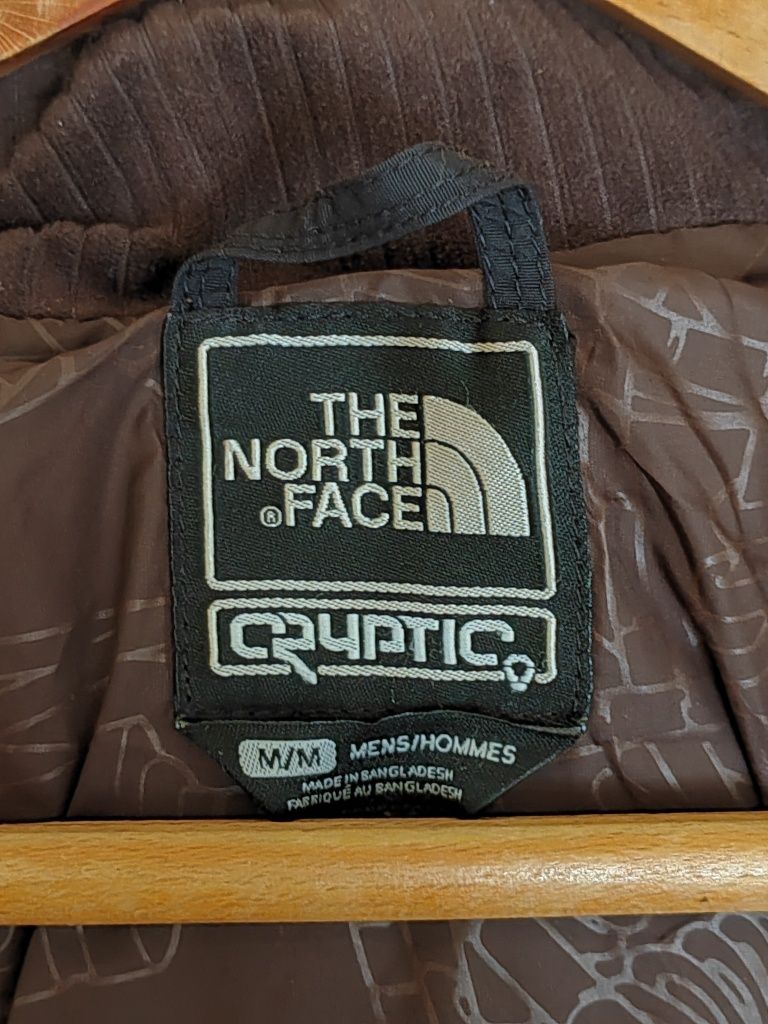 THE
NORTH
® FACE
CRYPTIC
M/M MENS/HOMMES
MADE IN BANGLADESH
FABRIQUÉ AU BANGLADESH